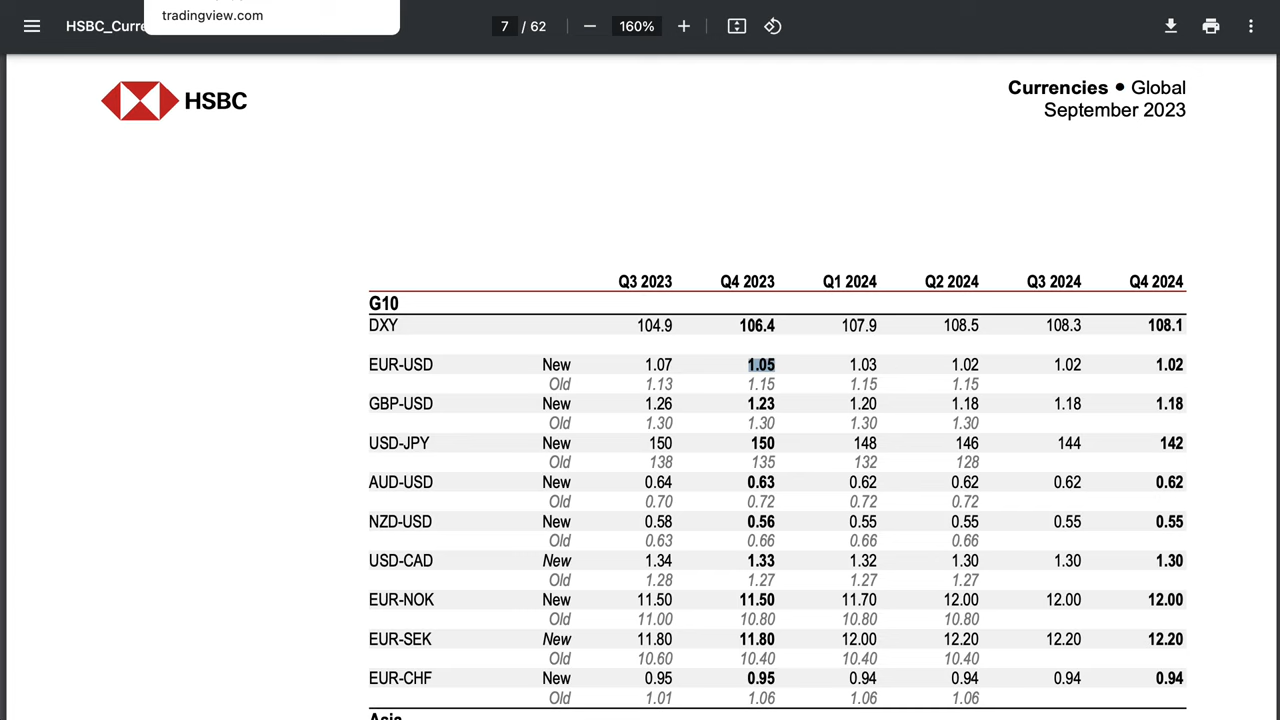 tradingview.com
HSBC_Curre 7 / 62 160%
HSBC Currencies • Global
September 2023
Q3 2023 Q4 2023 Q1 2024 Q2 2024 Q3 2024 Q4 2024
G10
DXY 104.9 106.4 107.9 108.5 108.3 108.1
EUR-USD New 1.07 1.05 1.03 1.02 1.02 1.02
Old 1.13 1.15 1.15 1.15
GBP-USD New 1.26 1.23 1.20 1.18 1.18 1.18
Old 1.30 1.30 1.30 1.30
USD-JPY New 150 150 148 146 144 142
Old 138 135 132 128
AUD-USD New 0.64 0.63 0.62 0.62 0.62 0.62
Old 0.70 0.72 0.72 0.72
NZD-USD New 0.58 0.56 0.55 0.55 0.55 0.55
Old 0.63 0.66 0.66 0.66
USD-CAD New 1.34 1.33 1.32 1.30 1.30 1.30
Old 1.28 1.27 1.27 1.27
EUR-NOK New 11.50 11.50 11.70 12.00 12.00 12.00
Old 11.00 10.80 10.80 10.80
EUR-SEK New 11.80 11.80 12.00 12.20 12.20 12.20
Old 10.60 10.40 10.40 10.40
EUR-CHF New 0.95 0.95 0.94 0.94 0.94 0.94
Old 1.01 1.06 1.06 1.06
Asia